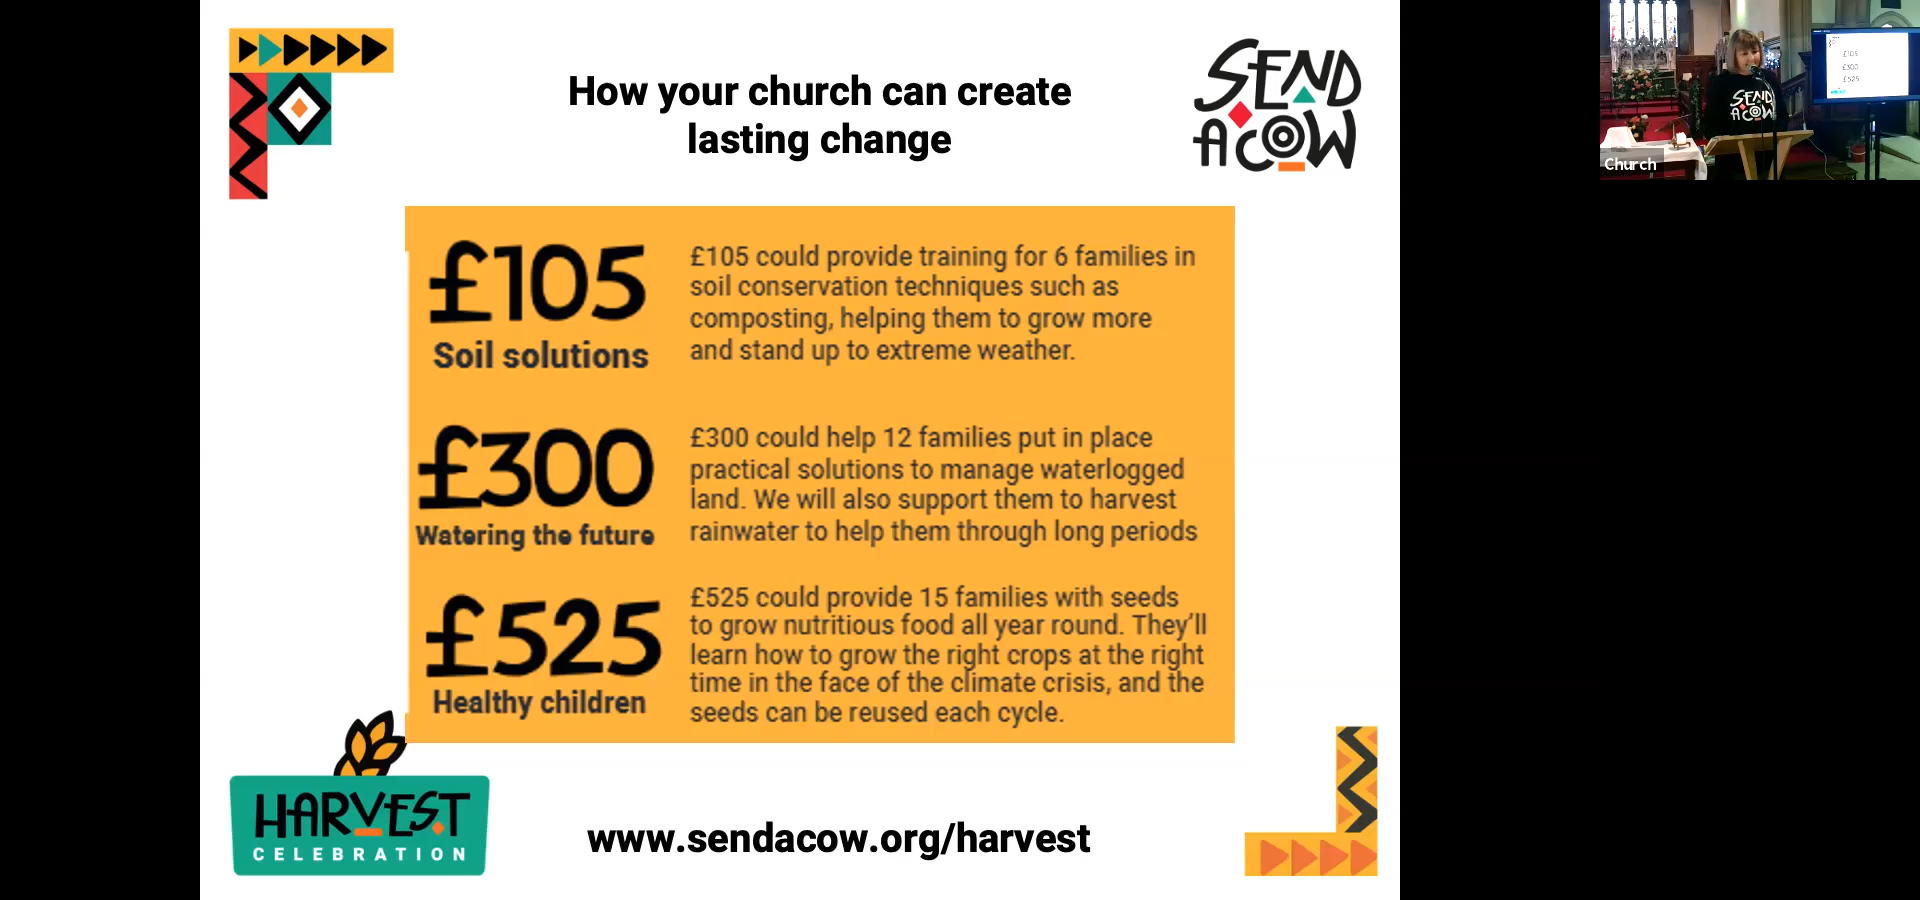 How your church can create
lasting change
SEND
A COW
£105
Soil solutions
£105 could provide training for 6 families in
soil conservation techniques such as
composting, helping them to grow more
and stand up to extreme weather.
£300
Watering the future
£300 could help 12 families put in place
practical solutions to manage waterlogged
land. We will also support them to harvest
rainwater to help them through long periods
£525
Healthy children
£525 could provide 15 families with seeds
to grow nutritious food all year round. They'll
learn how to grow the right crops at the right
time in the face of the climate crisis, and the
seeds can be reused each cycle.
HARVEST
CELEBRATION
www.sendacow.org/harvest
SEND
A COW
£105
£300
£525
Church